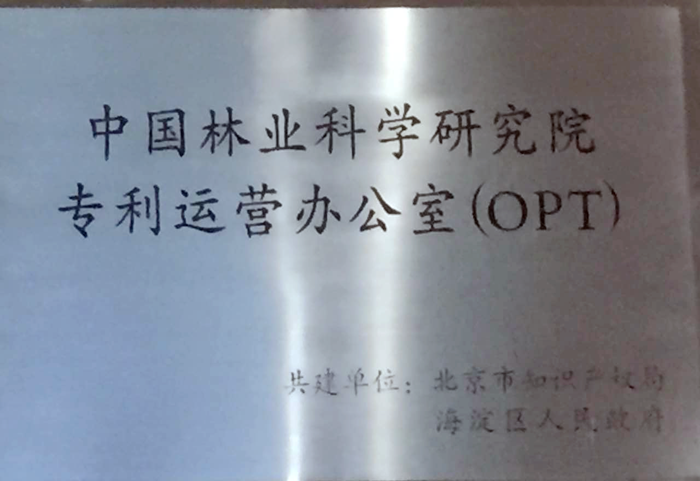 中国林业科学研究院
专利运营办公室(OPT)
共建单位：北京市知识产权局
海淀区人民政府